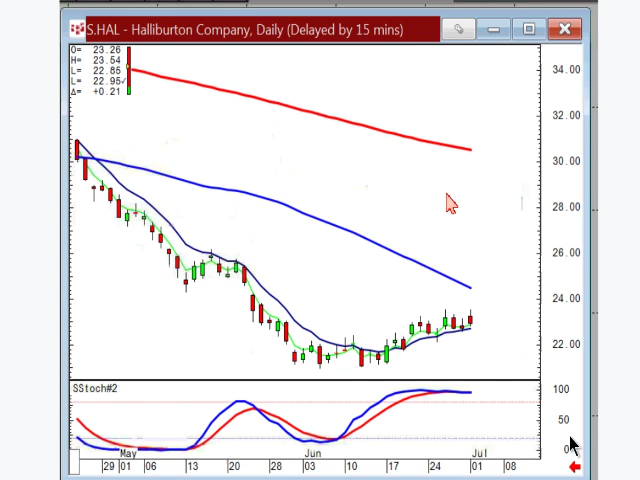 S.HAL - Halliburton Company, Daily (Delayed by 15 mins)
O= 23.26
H= 23.54
L= 22.85
L= 22.95
Δ= +0.21
34.00
32.00
30.00
28.00
26.00
24.00
22.00
SStoch#2
100
50
0
May Jun Jul
29 01 06 13 20 28 03 10 17 24 01 08